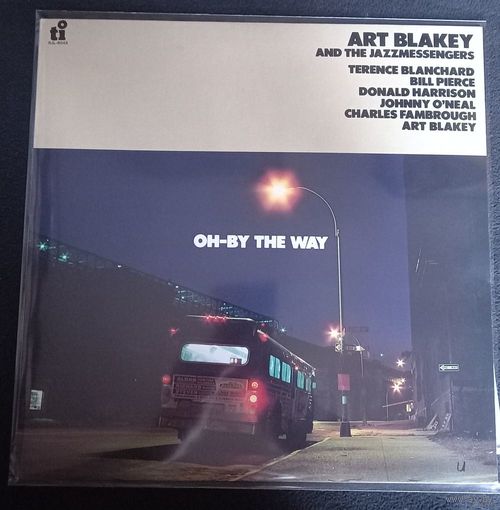 ti
ART BLAKEY
AND THE JAZZMESSENGERS
TERENCE BLANCHARD
BILL PIERCE
DONALD HARRISON
JOHNNY O'NEAL
CHARLES FAMBROUGH
ART BLAKEY
OH-BY THE WAY